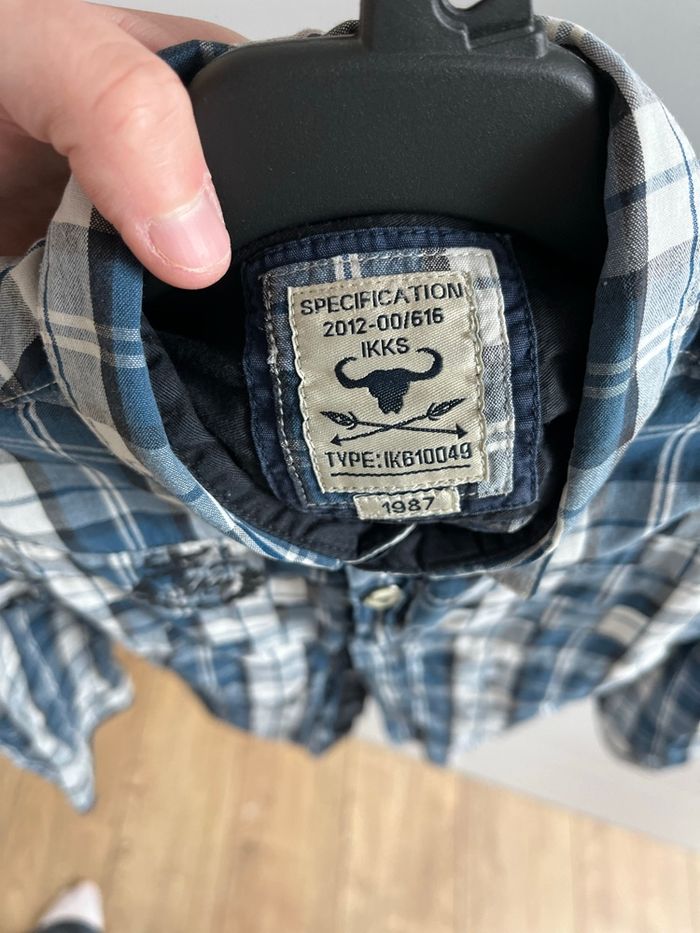 SPECIFICATION
2012-00/616
IKKS
TYPE:IK610049
1987